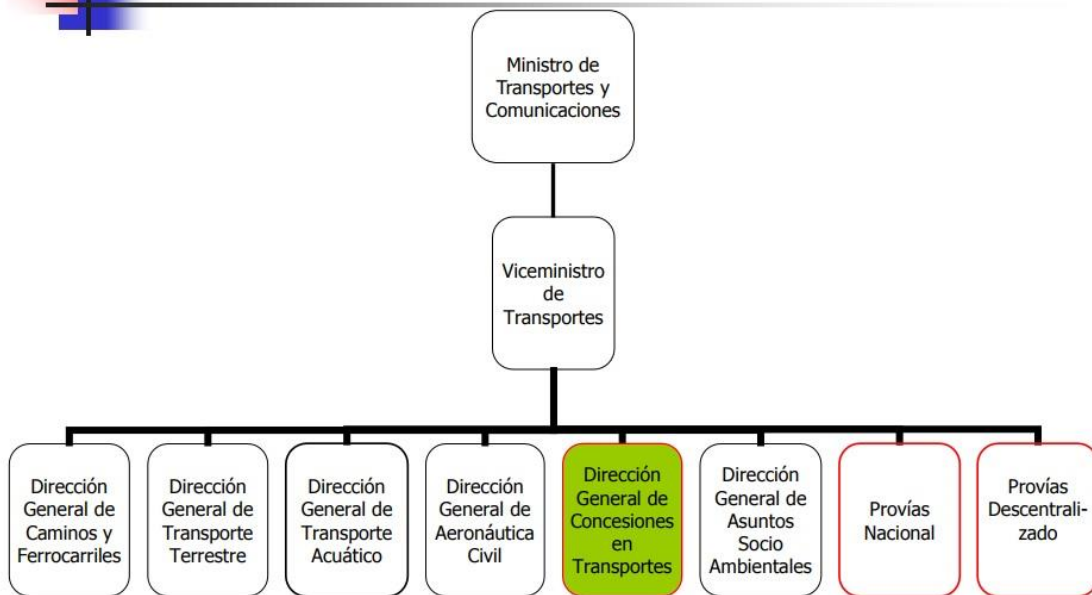 Ministro de
Transportes y
Comunicaciones
Viceministro
de
Transportes
Dirección
General de
Caminos y
Ferrocarriles
Dirección
General de
Transporte
Terrestre
Dirección
General de
Transporte
Acuático
Dirección
General de
Aeronáutica
Civil
Dirección
General de
Concesiones
en
Transportes
Dirección
General de
Asuntos
Socio
Ambientales
Provías
Nacional
Provías
Descentrali-
zado